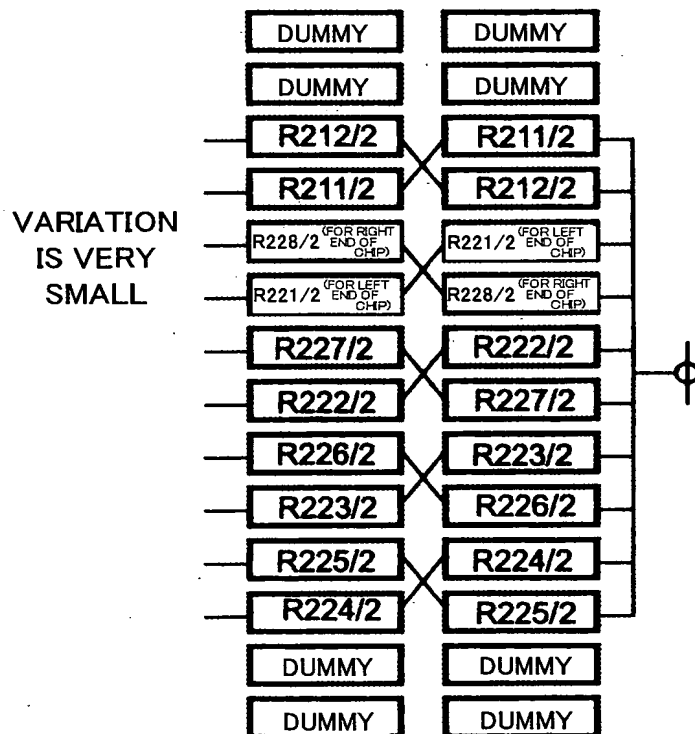 DUMMY DUMMY
DUMMY DUMMY
R212/2 R211/2
R211/2 R212/2
VARIATION
IS VERY
SMALL
R228/2 (FOR RIGHT
END OF
CHIP)
R221/2 (FOR LEFT
END OF
CHIP)
R221/2 (FOR LEFT
END OF
CHIP)
R228/2 (FOR RIGHT
END OF
CHIP)
R227/2 R222/2
R222/2 R227/2
R226/2 R223/2
R223/2 R226/2
R225/2 R224/2
R224/2 R225/2
DUMMY DUMMY
DUMMY DUMMY